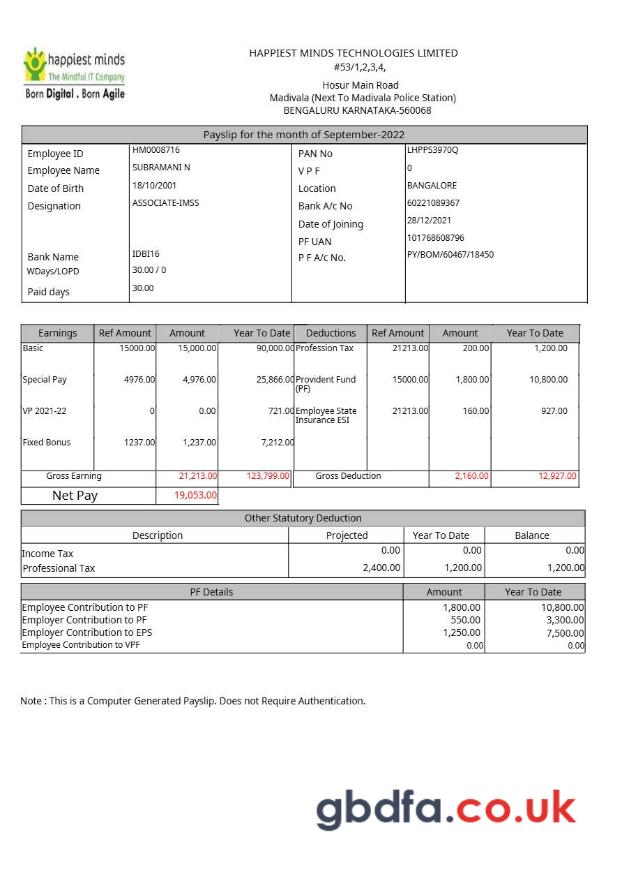 happiest minds
The Mindful IT Company
Born Digital . Born Agile
HAPPIEST MINDS TECHNOLOGIES LIMITED
#53/1,2,3,4,
Hosur Main Road
Madivala (Next To Madivala Police Station)
BENGALURU KARNATAKA-560068
Payslip for the month of September-2022
Employee ID HM0008716 PAN No LHPPS3970Q
Employee Name SUBRAMANI N V P F 0
Date of Birth 18/10/2001 Location BANGALORE
Designation ASSOCIATE-IMSS Bank A/c No 60221089367
Date of Joining 28/12/2021
PF UAN 101768608796
Bank Name IDBI16 P F A/c No. PY/BOM/60467/18450
WDays/LOPD 30.00 / 0
Paid days 30.00
Earnings Ref Amount Amount Year To Date Deductions Ref Amount Amount Year To Date
Basic 15000.00 15,000.00 90,000.00 Profession Tax 21213.00 200.00 1,200.00
Special Pay 4976.00 4,976.00 25,866.00 Provident Fund 15000.00 1,800.00 10,800.00
(PF)
VP 2021-22 0 0.00 721.00 Employee State 21213.00 160.00 927.00
Insurance ESI
Fixed Bonus 1237.00 1,237.00 7,212.00
Gross Earning 21,213.00 123,799.00 Gross Deduction 2,160.00 12,927.00
Net Pay 19,053.00
Other Statutory Deduction
Description Projected Year To Date Balance
Income Tax 0.00 0.00 0.00
Professional Tax 2,400.00 1,200.00 1,200.00
PF Details Amount Year To Date
Employee Contribution to PF 1,800.00 10,800.00
Employer Contribution to PF 550.00 3,300.00
Employer Contribution to EPS 1,250.00 7,500.00
Employee Contribution to VPF 0.00 0.00
Note : This is a Computer Generated Payslip. Does not Require Authentication.
gbdfa.co.uk